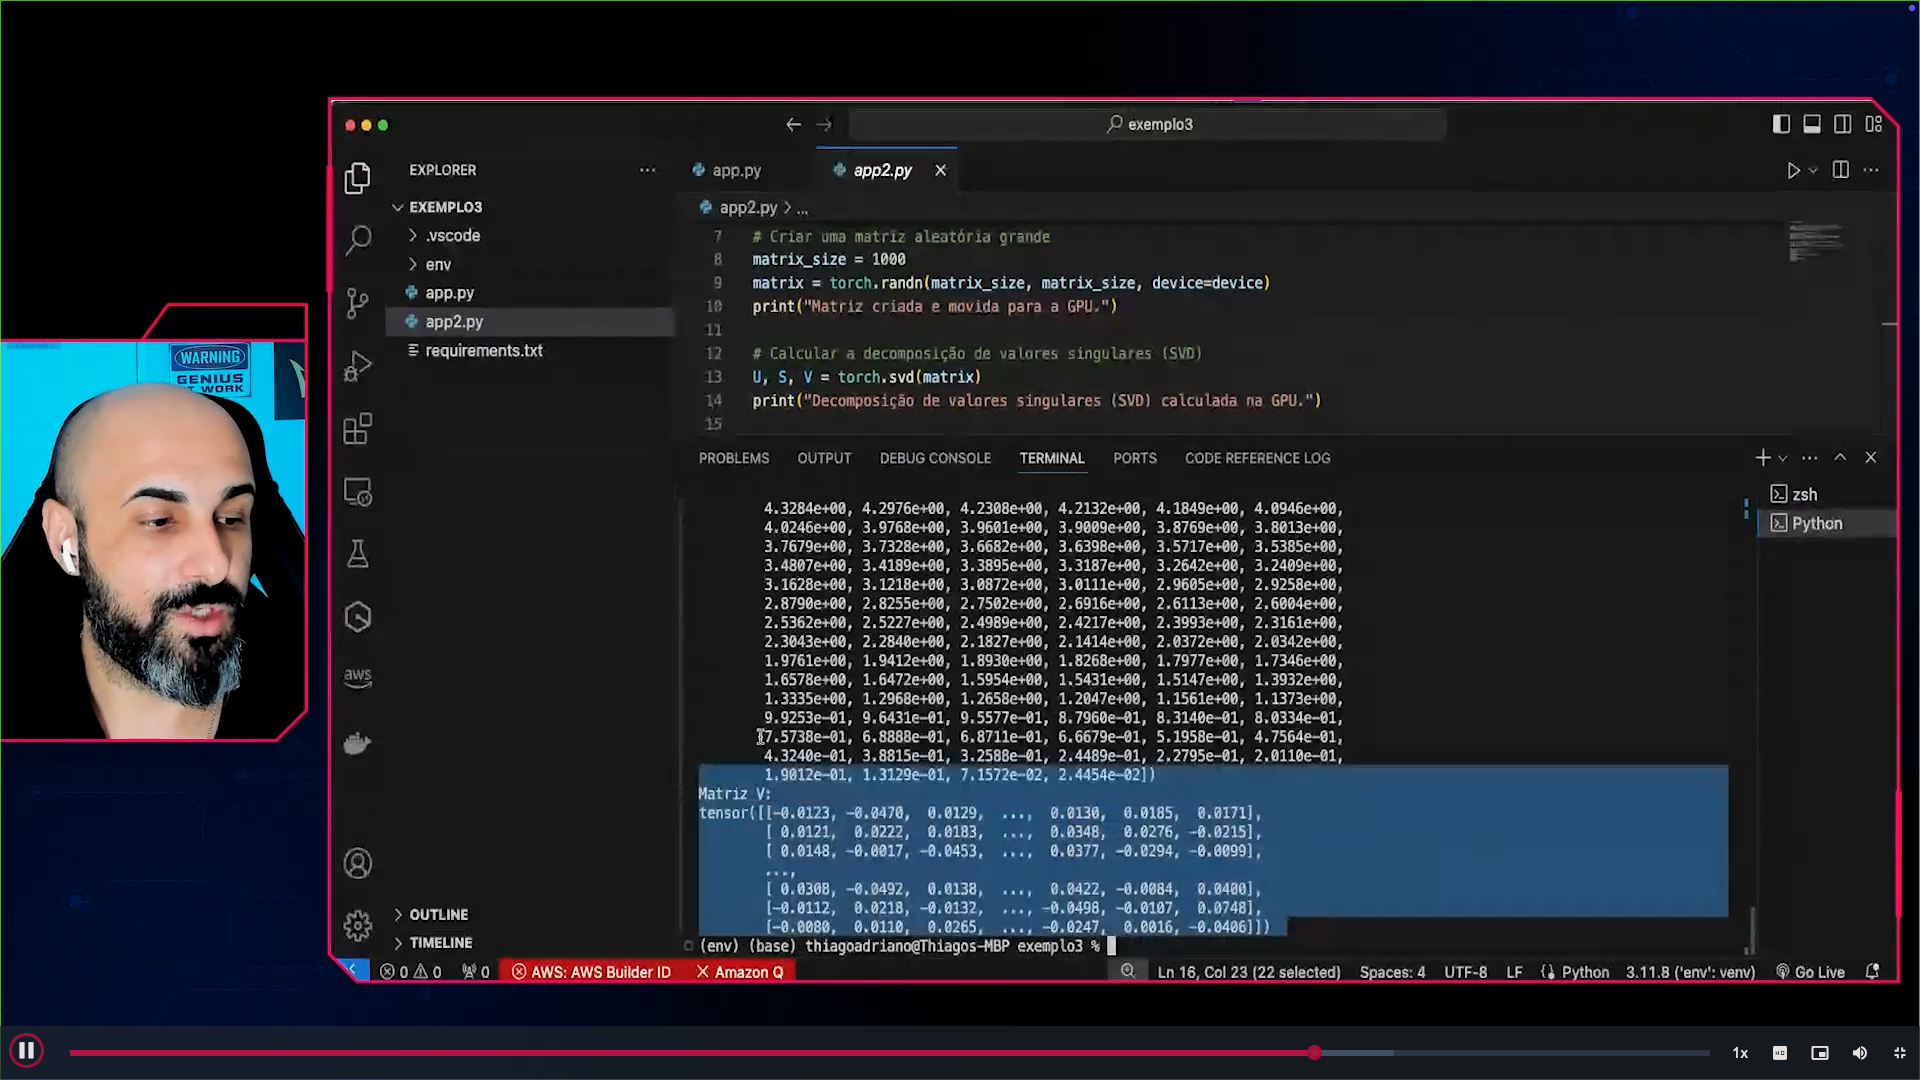 exemplo3
EXPLORER
EXEMPLO3
.vscode
env
app.py
app2.py
requirements.txt
OUTLINE
TIMELINE
WARNING
GENIUS
AT WORK
app.py
app2.py
app2.py > ...
7 # Criar uma matriz aleatória grande
8 matrix_size = 1000
9 matrix = torch.randn(matrix_size, matrix_size, device=device)
10 print("Matriz criada e movida para a GPU.")
11
12 # Calcular a decomposição de valores singulares (SVD)
13 U, S, V = torch.svd(matrix)
14 print("Decomposição de valores singulares (SVD) calculada na GPU.")
15
PROBLEMS OUTPUT DEBUG CONSOLE TERMINAL PORTS CODE REFERENCE LOG
zsh
Python
4.3284e+00, 4.2976e+00, 4.2308e+00, 4.2132e+00, 4.1849e+00, 4.0946e+00,
4.0246e+00, 3.9768e+00, 3.9601e+00, 3.9009e+00, 3.8769e+00, 3.8013e+00,
3.7679e+00, 3.7328e+00, 3.6682e+00, 3.6398e+00, 3.5717e+00, 3.5385e+00,
3.4807e+00, 3.4189e+00, 3.3895e+00, 3.3187e+00, 3.2642e+00, 3.2409e+00,
3.1628e+00, 3.1218e+00, 3.0872e+00, 3.0111e+00, 2.9605e+00, 2.9258e+00,
2.8790e+00, 2.8255e+00, 2.7502e+00, 2.6916e+00, 2.6113e+00, 2.6004e+00,
2.5362e+00, 2.5227e+00, 2.4989e+00, 2.4217e+00, 2.3993e+00, 2.3161e+00,
2.3043e+00, 2.2840e+00, 2.1827e+00, 2.1414e+00, 2.0372e+00, 2.0342e+00,
1.9761e+00, 1.9412e+00, 1.8930e+00, 1.8268e+00, 1.7977e+00, 1.7346e+00,
1.6578e+00, 1.6472e+00, 1.5954e+00, 1.5431e+00, 1.5147e+00, 1.3932e+00,
1.3335e+00, 1.2968e+00, 1.2658e+00, 1.2047e+00, 1.1561e+00, 1.1373e+00,
9.9253e-01, 9.6431e-01, 9.5577e-01, 8.7960e-01, 8.3140e-01, 8.0334e-01,
7.5738e-01, 6.8888e-01, 6.8711e-01, 6.6679e-01, 5.1958e-01, 4.7564e-01,
4.3240e-01, 3.8815e-01, 3.2588e-01, 2.4489e-01, 2.2795e-01, 2.0110e-01,
1.9012e-01, 1.3129e-01, 7.1572e-02, 2.4454e-02])
Matriz V:
tensor([[-0.0123, -0.0470, 0.0129, ..., 0.0130, 0.0185, 0.0171],
[ 0.0121, 0.0222, 0.0183, ..., 0.0348, 0.0276, -0.0215],
[ 0.0148, -0.0017, -0.0453, ..., 0.0377, -0.0294, -0.0099],
...,
[ 0.0308, -0.0492, 0.0138, ..., 0.0422, -0.0084, 0.0400],
[-0.0112, 0.0218, -0.0132, ..., -0.0498, -0.0107, 0.0748],
[-0.0080, 0.0110, 0.0265, ..., -0.0247, 0.0016, -0.0406]])
(env) (base) thiagoadriano@Thiagos-MBP exemplo3 %
aws
0 0 0 AWS: AWS Builder ID Amazon Q Ln 16, Col 23 (22 selected) Spaces: 4 UTF-8 LF Python 3.11.8 ('env': venv) Go Live
1x